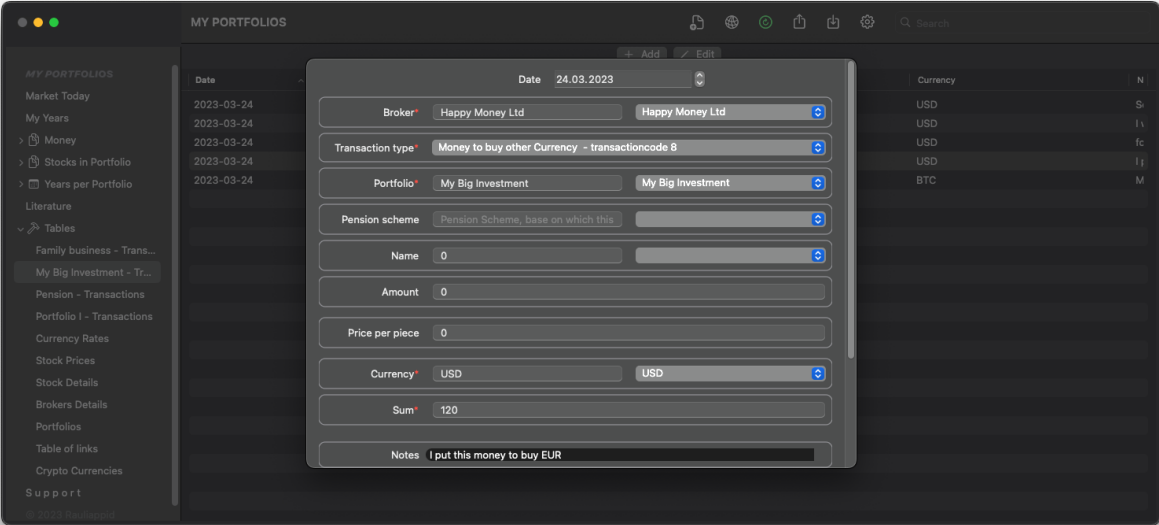 MY PORTFOLIOS
Search
Add Edit
MY PORTFOLIOS
Market Today
My Years
Money
Stocks in Portfolio
Years per Portfolio
Literature
Tables
Family business - Trans...
My Big Investment - Tr...
Pension - Transactions
Portfolio I - Transactions
Currency Rates
Stock Prices
Stock Details
Brokers Details
Portfolios
Table of links
Crypto Currencies
Support
@ 2023 Paulisppid
Date
2023-03-24
2023-03-24
2023-03-24
2023-03-24
2023-03-24
Date 24.03.2023
Broker* Happy Money Ltd Happy Money Ltd
Transaction type* Money to buy other Currency - transactioncode 8
Portfolio* My Big Investment My Big Investment
Pension scheme Pension Scheme, base on which this
Name 0
Amount 0
Price per piece 0
Currency* USD USD
Sum* 120
Notes I put this money to buy EUR
Currency N
USD
USD I
USD fc
USD I
BTC M